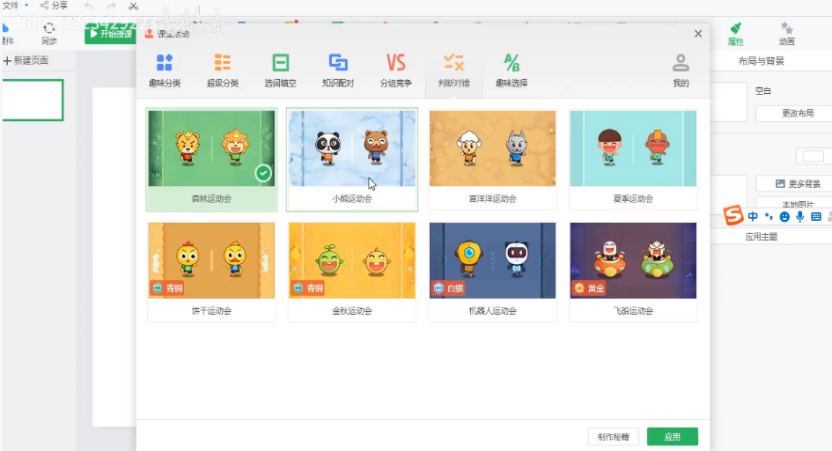 文件 分享
同步
开始授课
新建页面
课堂活动
趣味分类 超级分类 选词填空 知识配对 分组竞争 判断对错 趣味选择 我的
VS
森林运动会 小熊运动会 喜洋洋运动会 夏季运动会
青铜 青铜 白银 黄金
饼干运动会 金秋运动会 机器人运动会 飞船运动会
制作秘籍 应用
属性 动画
布局与背景
空白
更改布局
更多背景
本地图片
中
应用主题